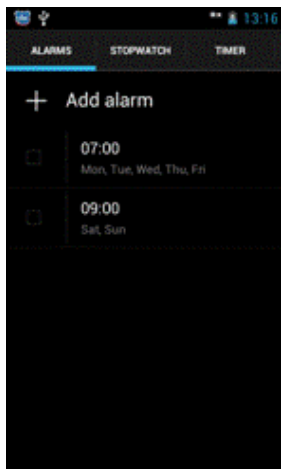 13:16
ALARMS STOPWATCH TIMER
Add alarm
07:00
Mon, Tue, Wed, Thu, Fri
09:00
Sat, Sun